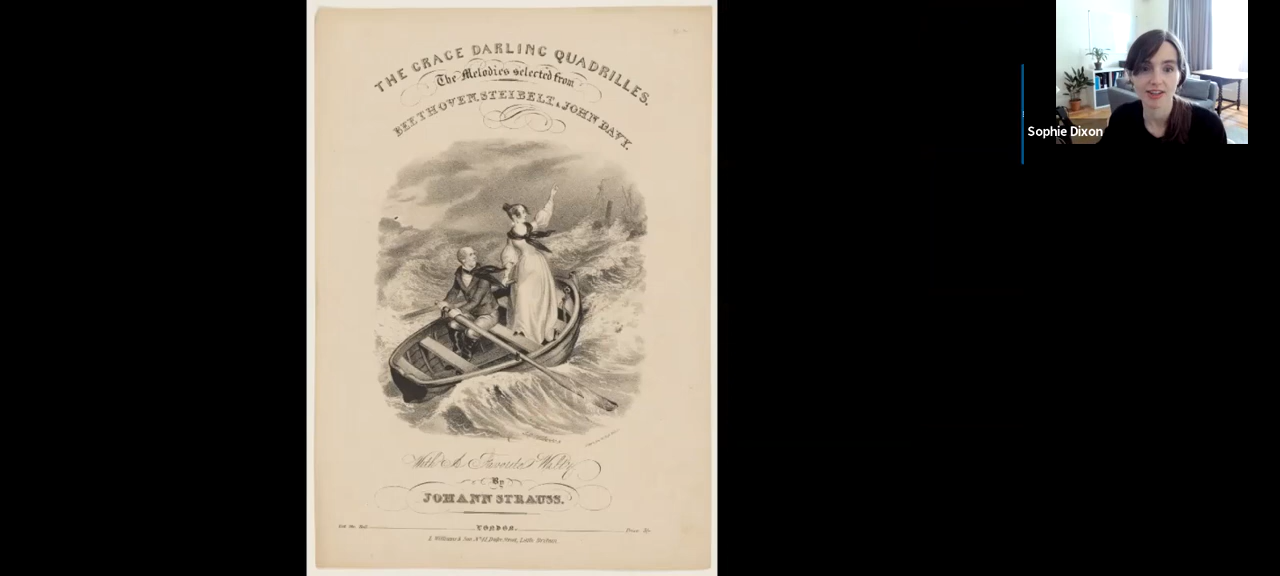 THE GRACE DARLING QUADRILLES.
The Melodies selected from
BEETHOVEN, STEIBELT, & JOHN DAVY.
With A Favorite Waltz
By
JOHANN STRAUSS.
LONDON.
Sophie Dixon